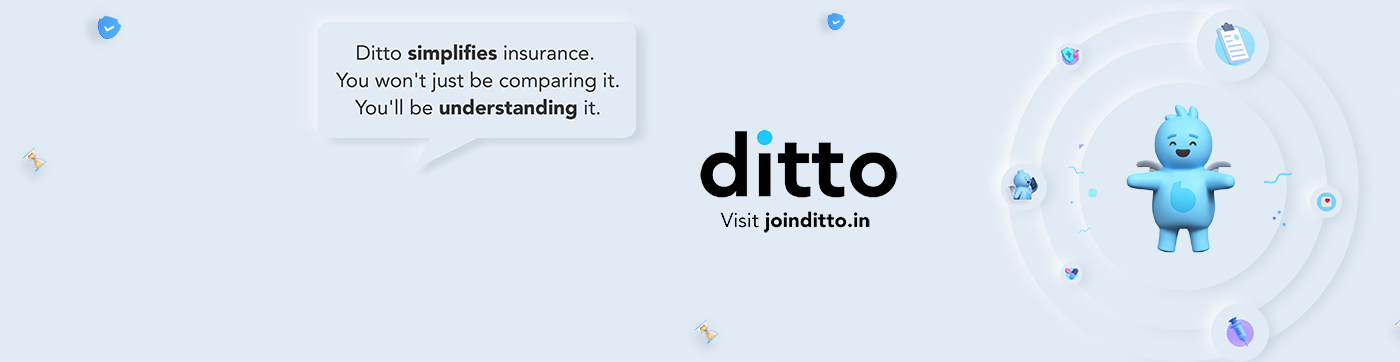 Ditto simplifies insurance.
You won't just be comparing it.
You'll be understanding it.
ditto
Visit joinditto.in